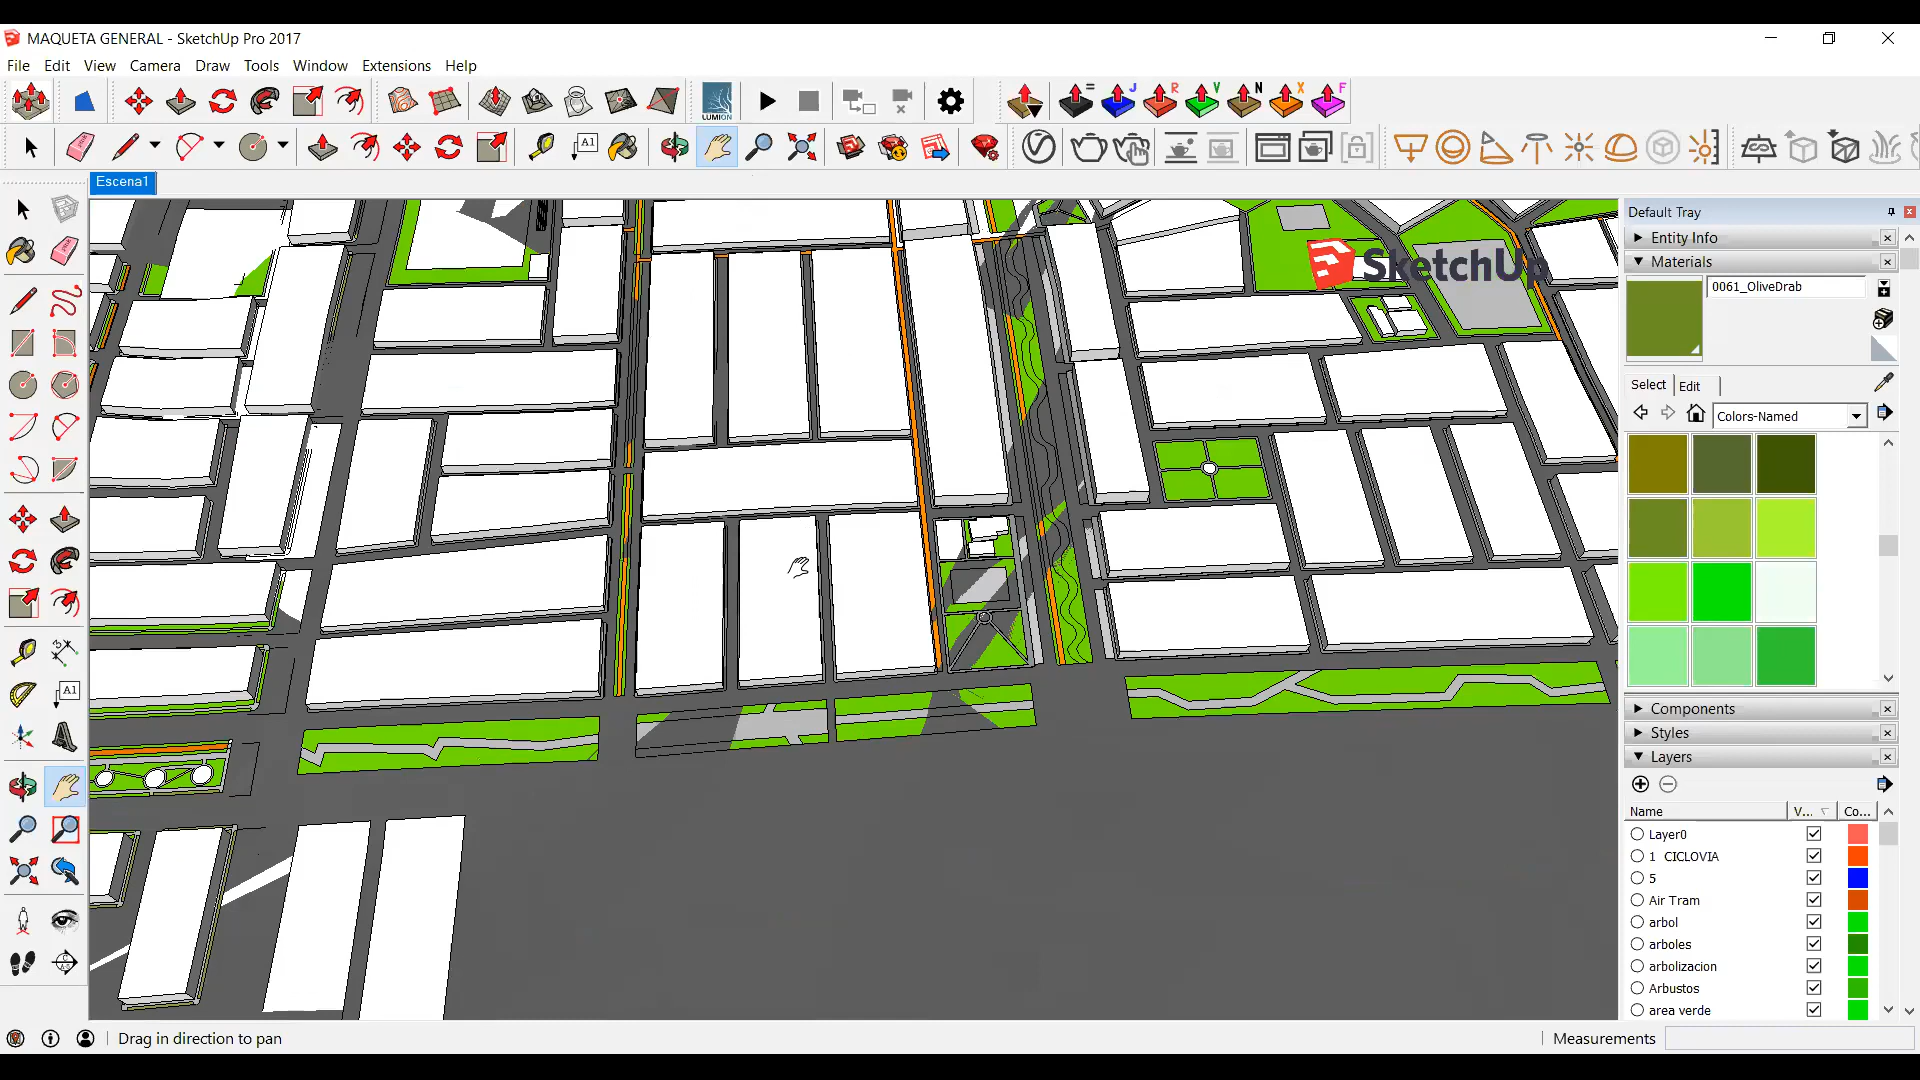 MAQUETA GENERAL - SketchUp Pro 2017
File Edit View Camera Draw Tools Window Extensions Help
LUMION
= J R V N X F
A1
Escena1
SketchUp
A1
Default Tray
Entity Info
Materials
0061_OliveDrab
Select Edit
Colors-Named
Components
Styles
Layers
Name V... Co...
Layer0
1 CICLOVIA
5
Air Tram
arbol
arboles
arbolizacion
Arbustos
area verde
Drag in direction to pan
Measurements